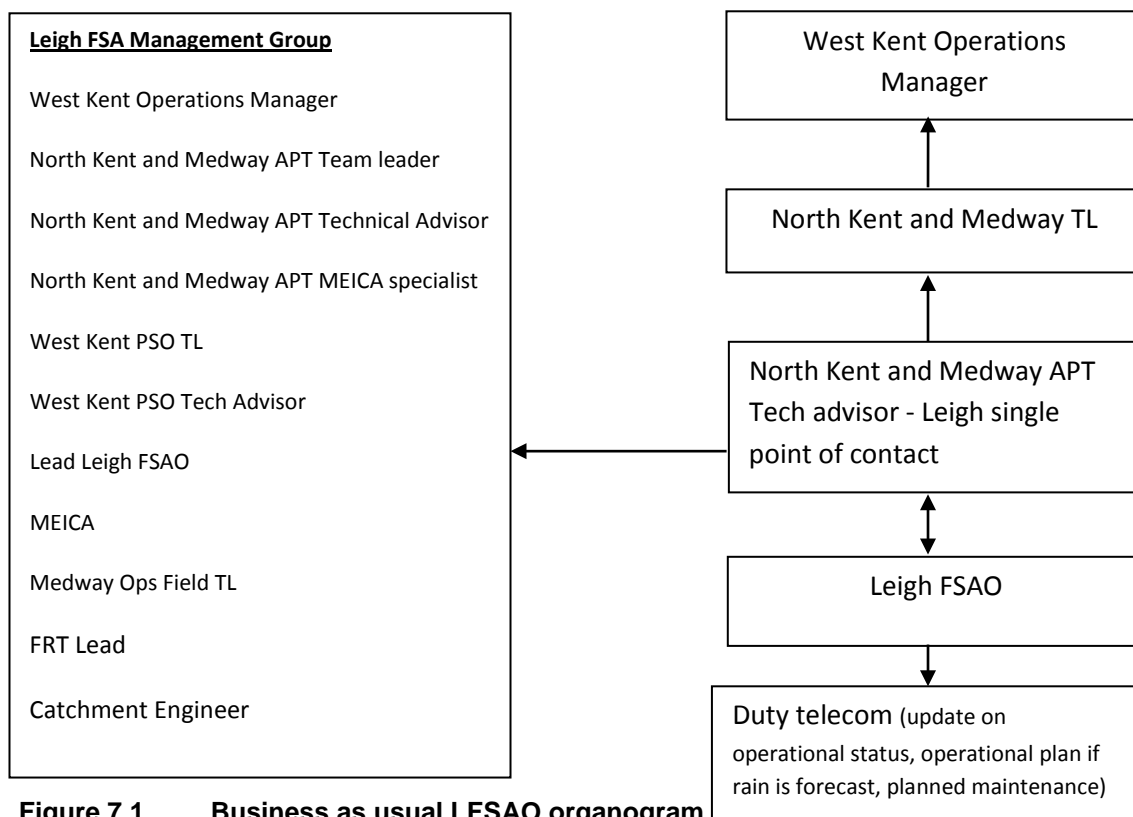 Leigh FSA Management Group
West Kent Operations Manager
North Kent and Medway APT Team leader
North Kent and Medway APT Technical Advisor
North Kent and Medway APT MEICA specialist
West Kent PSO TL
West Kent PSO Tech Advisor
Lead Leigh FSAO
MEICA
Medway Ops Field TL
FRT Lead
Catchment Engineer
West Kent Operations
Manager
North Kent and Medway TL
North Kent and Medway APT
Tech advisor - Leigh single
point of contact
Leigh FSAO
Duty telecom (update on
operational status, operational plan if
rain is forecast, planned maintenance)
Figure 7.1 Business as usual LFSAO organogram